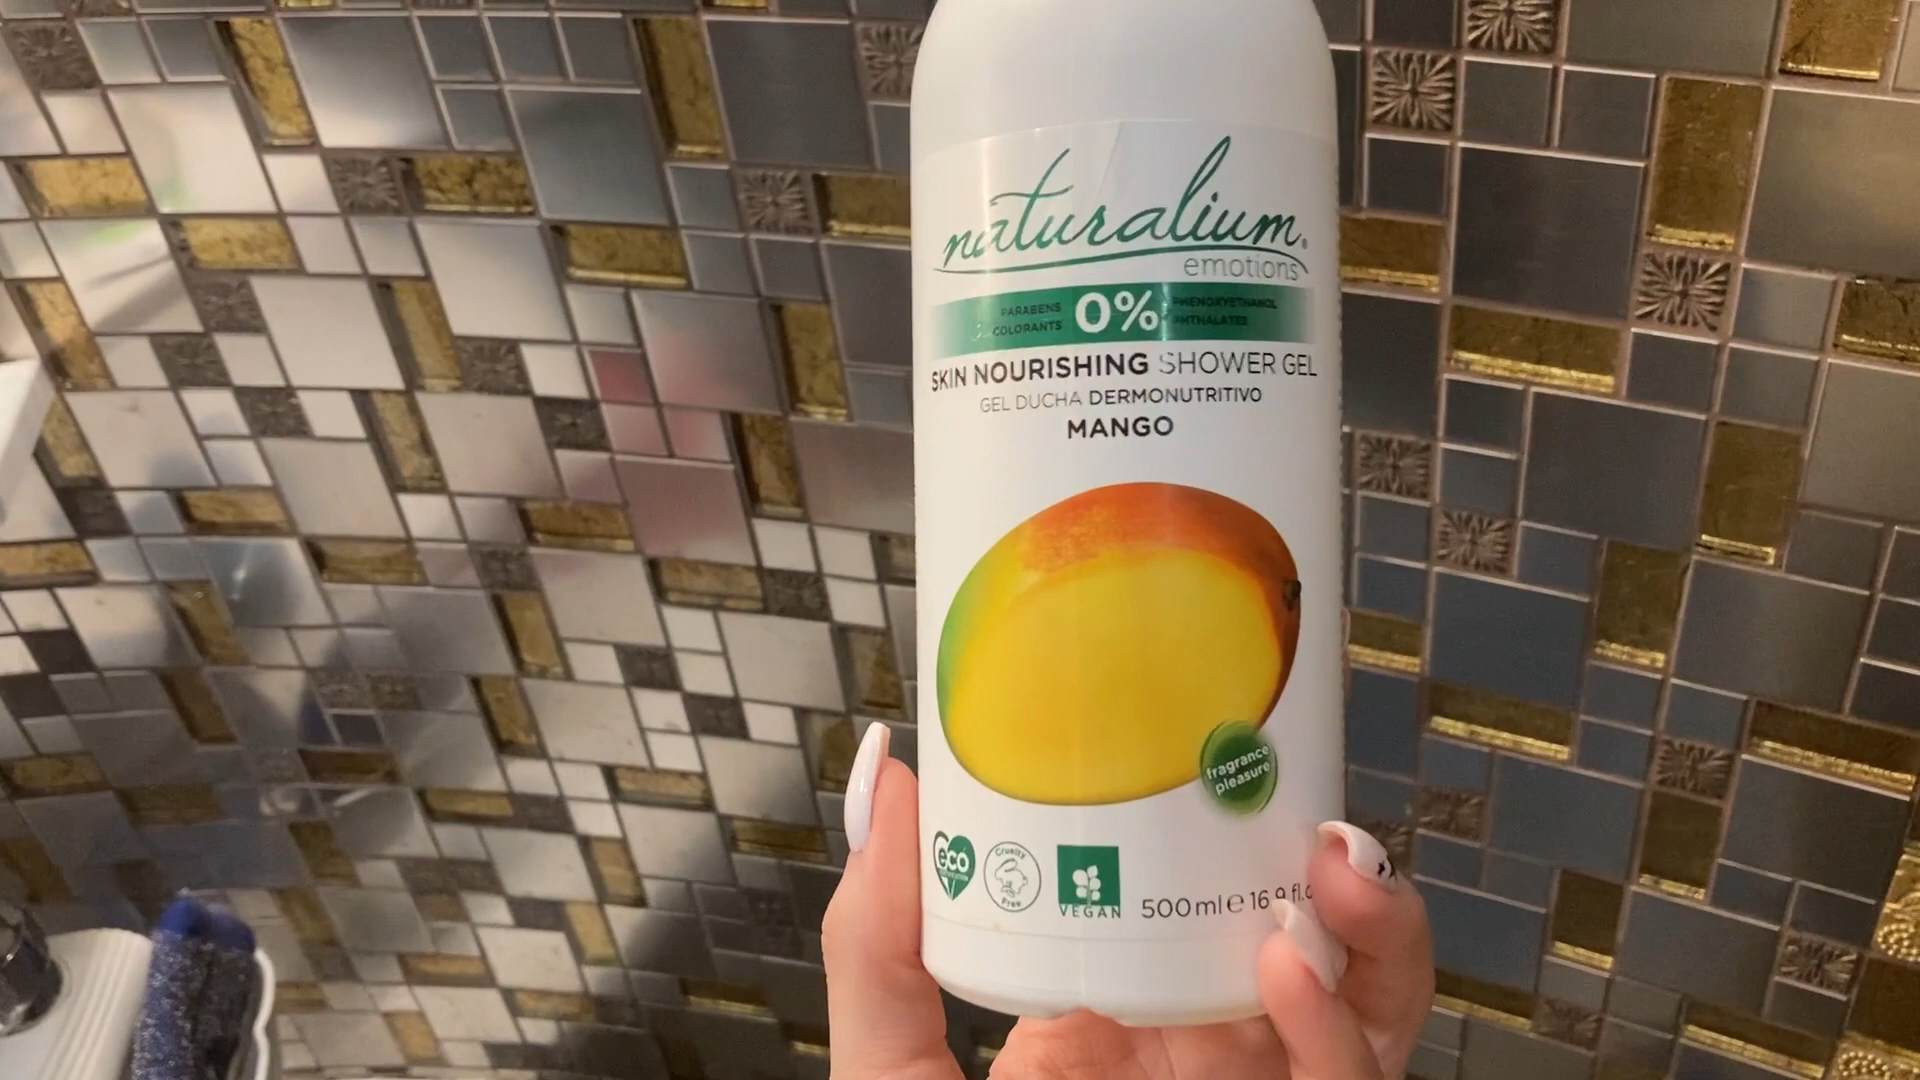 naturalium®
emotions
PARABENS
COLORANTS
0%
PHENOXYETHANOL
PHTHALATES
SKIN NOURISHING SHOWER GEL
GEL DUCHA DERMONUTRITIVO
MANGO
fragrance
pleasure
eco
Cruelty
Free
VEGAN
500ml e 16.9 fl.